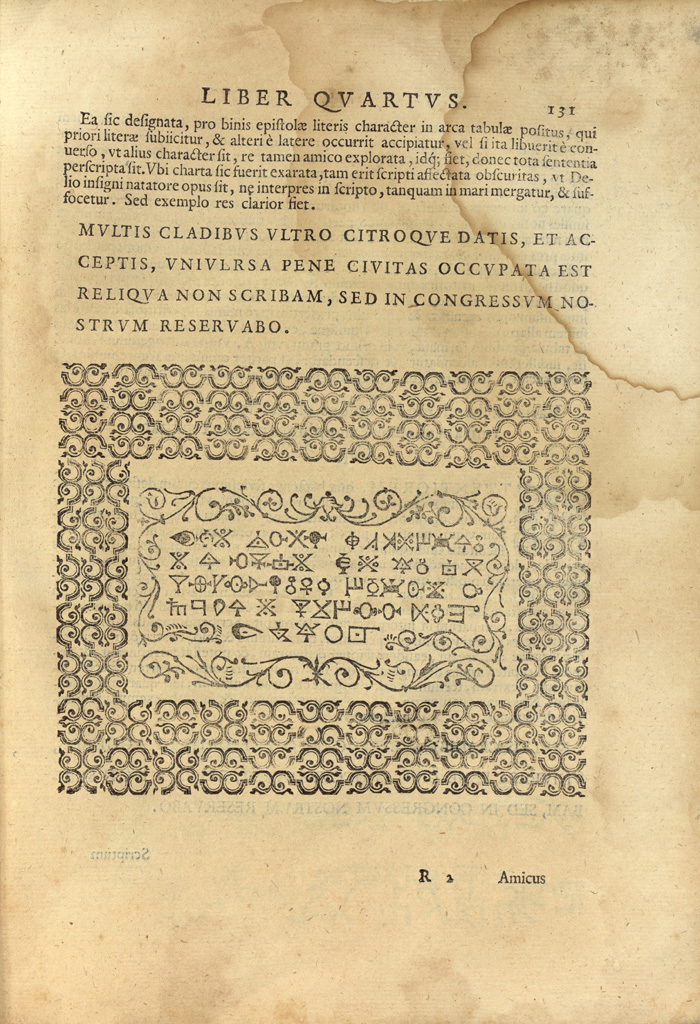 LIBER QVARTVS. 131
Ea ſic deſignata, pro binis epiſtolæ literis character in arca tabulæ poſitus, qui
priori literæ ſubiicitur, & alteri è latere occurrit accipiatur, vel ſi ita libuerit è con-
uerſo, vt alius character ſit, re tamen amico explorata, idq; fiet, donec tota ſententia
perſcripta ſit. Vbi charta ſic fuerit exarata, tam erit ſcripti affectata obſcuritas, vt De-
lio inſigni natatore opus ſit, ne interpres in ſcripto, tanquam in mari mergatur, & ſuf-
focetur. Sed exemplo res clarior fiet.
MVLTIS CLADIBVS VLTRO CITROQVE DATIS, ET AC-
CEPTIS, VNIVLRSA PENE CIVITAS OCCVPATA EST
RELIQVA NON SCRIBAM, SED IN CONGRESSVM NO-
STRVM RESERVABO.
R 2 Amicus